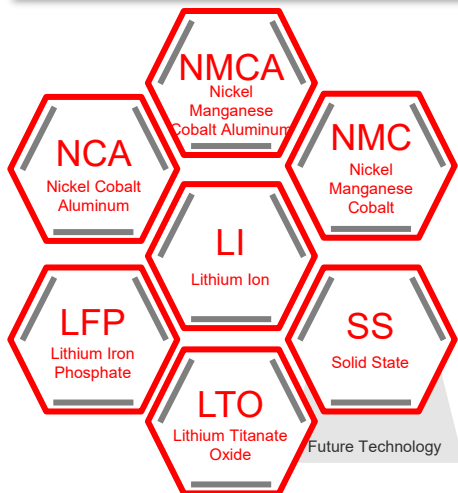 NMCA
Nickel
Manganese
Cobalt Aluminum
NCA
Nickel Cobalt
Aluminum
NMC
Nickel
Manganese
Cobalt
LI
Lithium Ion
LFP
Lithium Iron
Phosphate
SS
Solid State
LTO
Lithium Titanate
Oxide
Future Technology